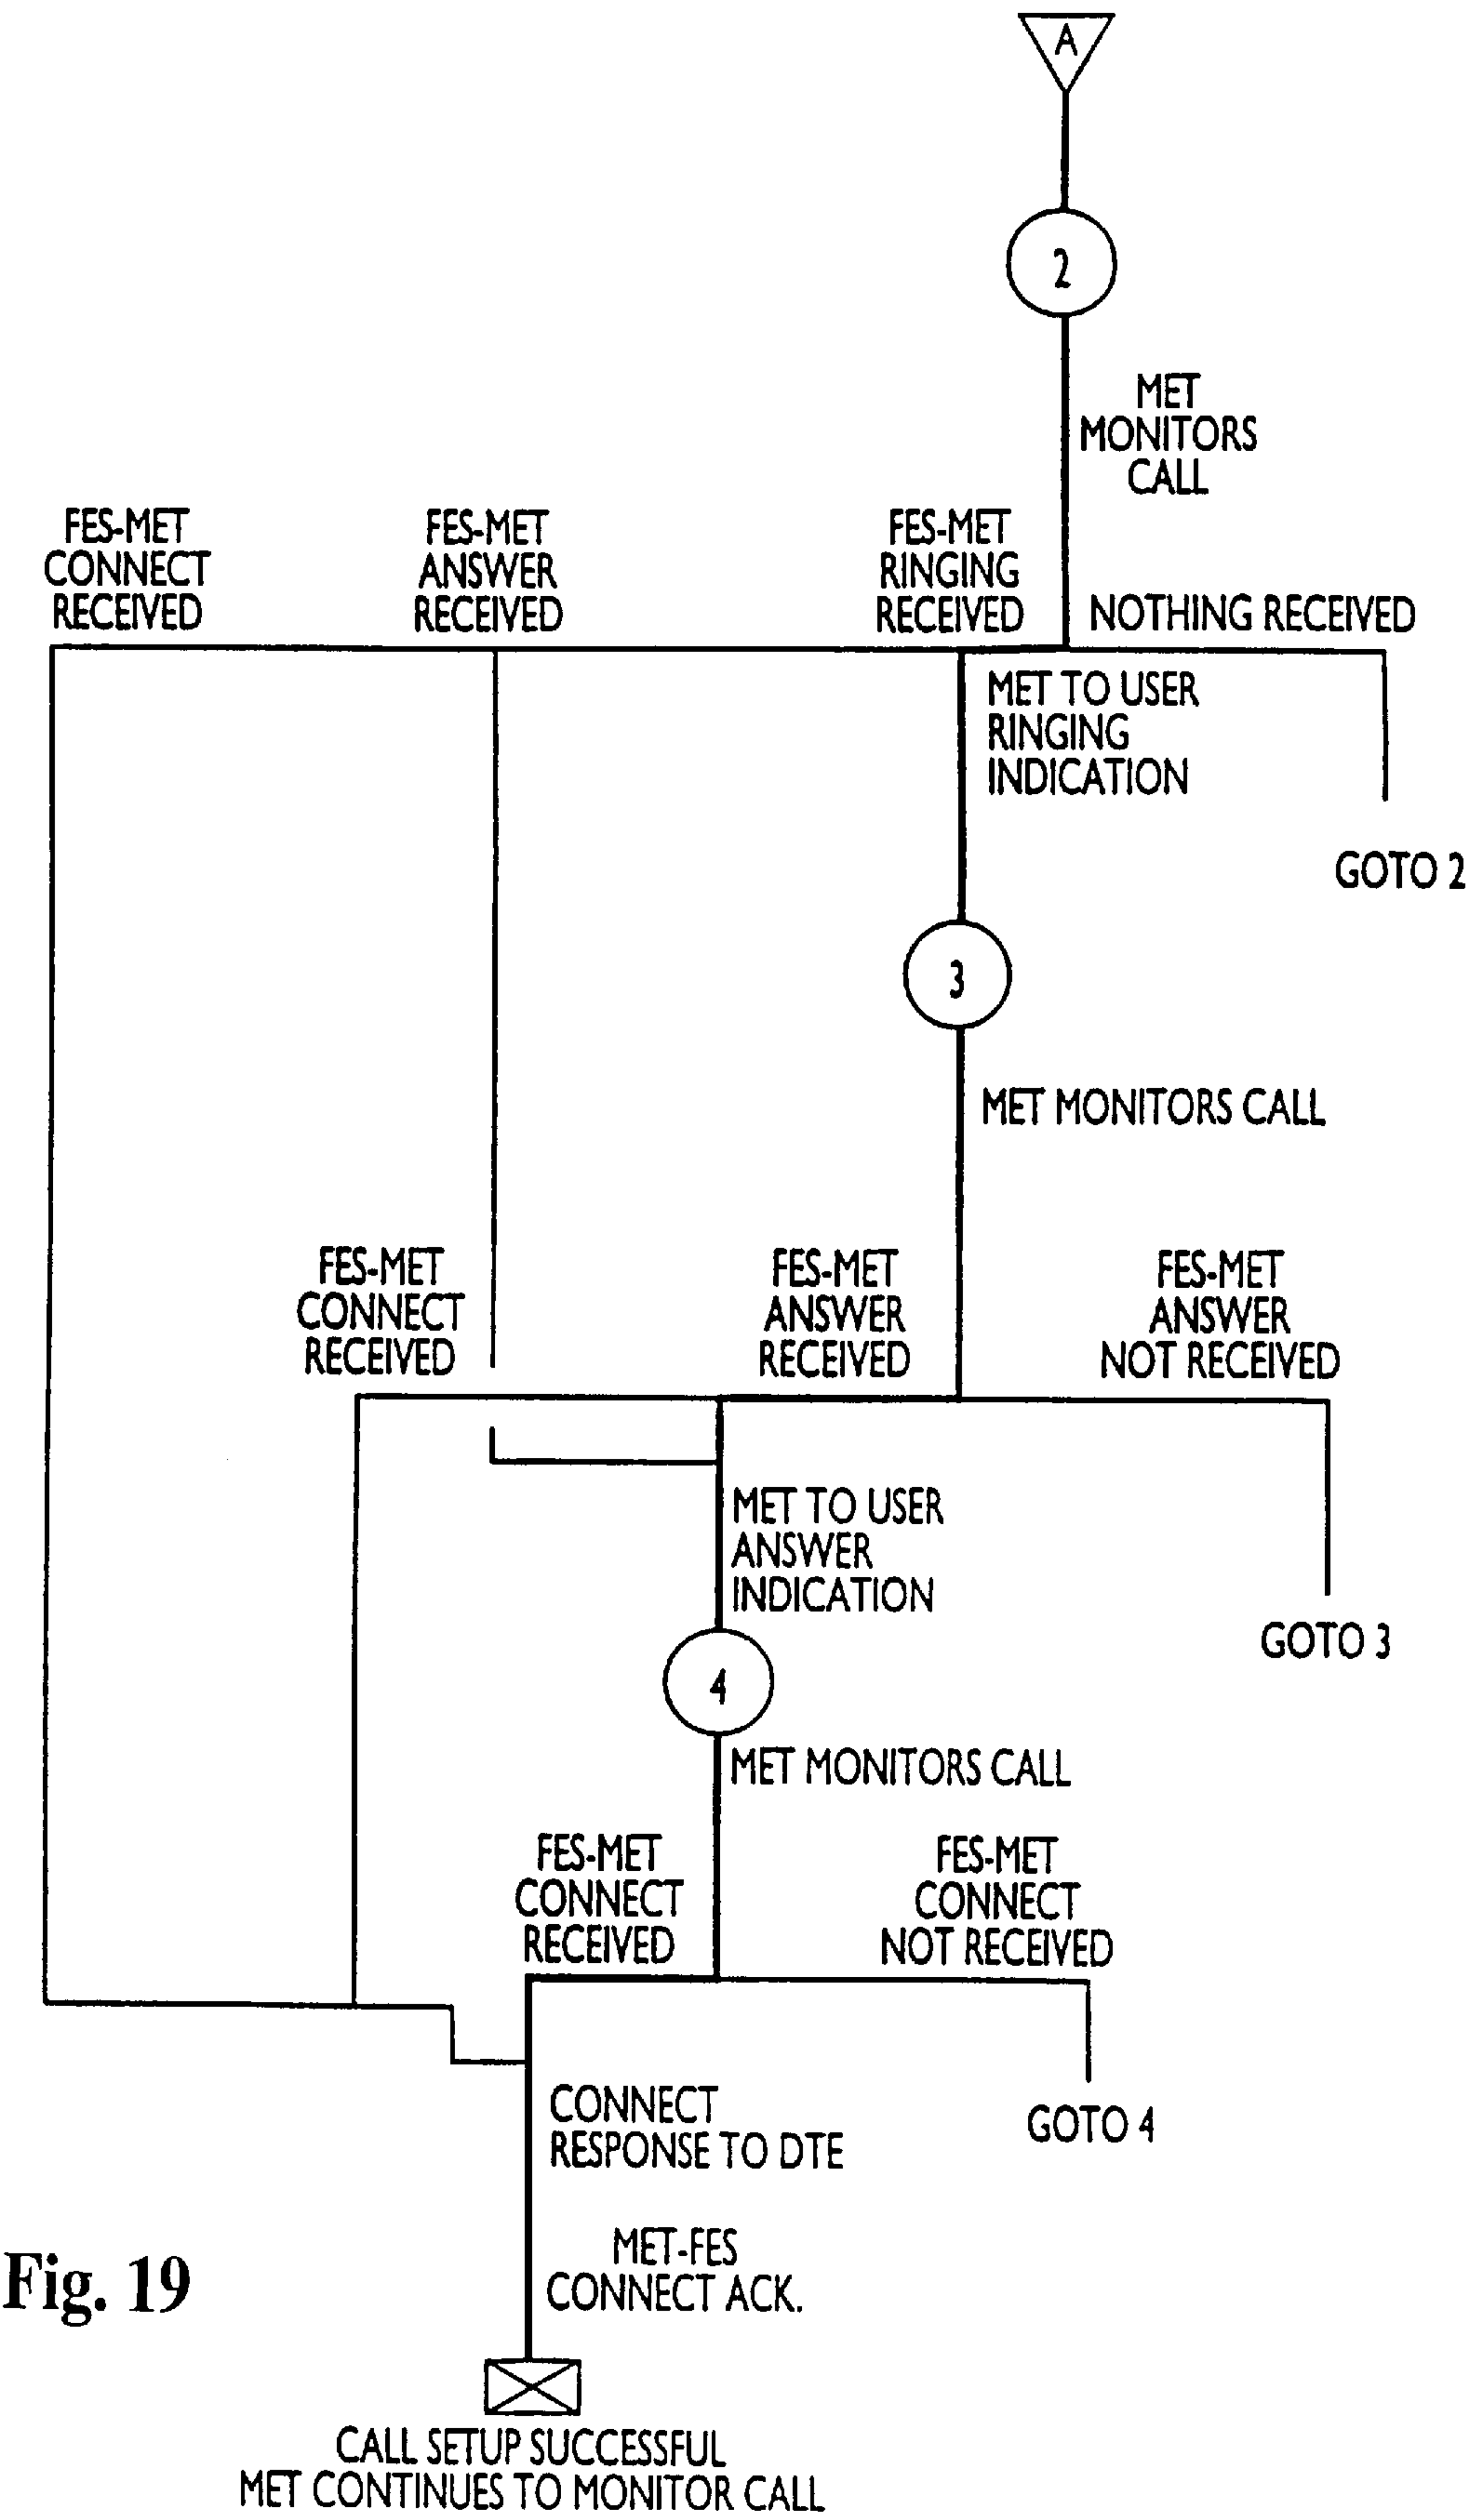 A
2
MET
MONITORS
CALL
FES-MET
CONNECT
RECEIVED
FES-MET
ANSWER
RECEIVED
FES-MET
RINGING
RECEIVED
NOTHING RECEIVED
MET TO USER
RINGING
INDICATION
GOTO 2
3
MET MONITORS CALL
FES-MET
CONNECT
RECEIVED
FES-MET
ANSWER
RECEIVED
FES-MET
ANSWER
NOT RECEIVED
MET TO USER
ANSWER
INDICATION
GOTO 3
4
MET MONITORS CALL
FES-MET
CONNECT
RECEIVED
FES-MET
CONNECT
NOT RECEIVED
CONNECT
RESPONSE TO DTE
GOTO 4
MET-FES
CONNECT ACK.
Fig. 19
CALL SETUP SUCCESSFUL
MET CONTINUES TO MONITOR CALL